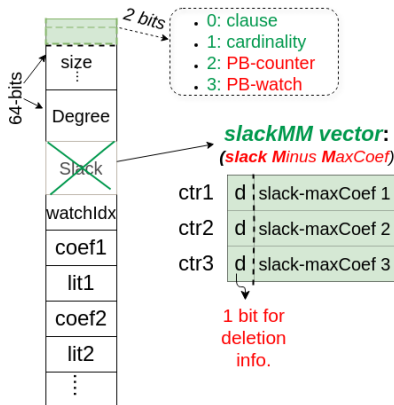 2 bits
0: clause
1: cardinality
2: PB-counter
3: PB-watch
64-bits
size
Degree
Slack
watchIdx
coef1
lit1
coef2
lit2
slackMM vector:
(slack Minus MaxCoef)
ctr1 d slack-maxCoef 1
ctr2 d slack-maxCoef 2
ctr3 d slack-maxCoef 3
1 bit for
deletion
info.